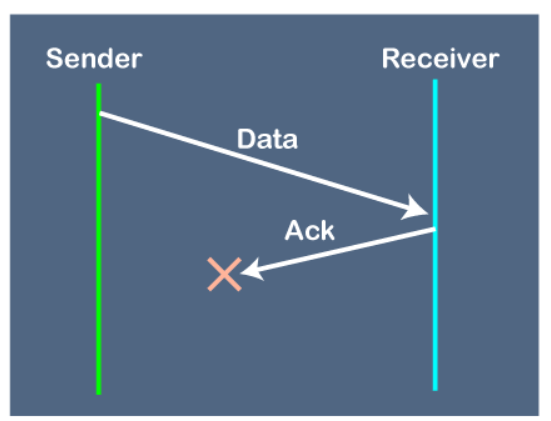 Sender
Receiver
Data
Ack